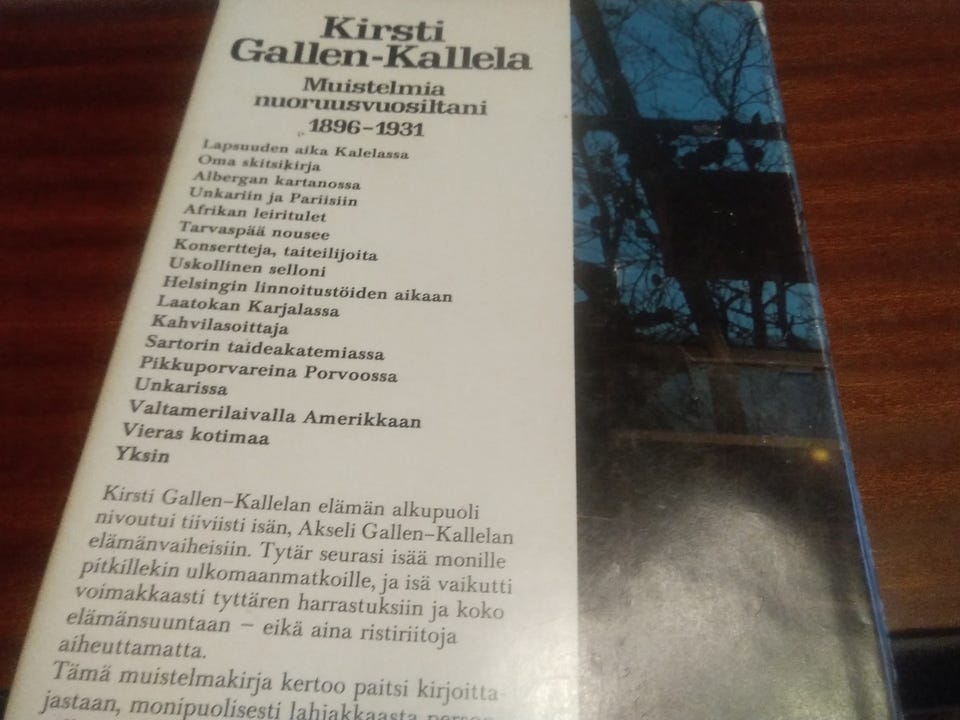 Kirsti
Gallen-Kallela
Muistelmia
nuoruusvuosiltani
1896–1931
Lapsuuden aika Kalelassa
Oma skitsikirja
Albergan kartanossa
Unkariin ja Pariisiin
Afrikan leiritulet
Tarvaspää nousee
Konsertteja, taiteilijoita
Uskollinen selloni
Helsingin linnoitustöiden aikaan
Laatokan Karjalassa
Kahvilasoittaja
Sartorin taideakatemiassa
Pikkuporvareina Porvoossa
Unkarissa
Valtamerilaivalla Amerikkaan
Vieras kotimaa
Yksin
Kirsti Gallen–Kallelan elämän alkupuoli
nivoutui tiiviisti isän, Akseli Gallen–Kallelan
elämänvaiheisiin. Tytär seurasi isää monille
pitkillekin ulkomaanmatkoille, ja isä vaikutti
voimakkaasti tyttären harrastuksiin ja koko
elämänsuuntaan – eikä aina ristiriitoja
aiheuttamatta.
Tämä muistelmakirja kertoo paitsi kirjoitta-
jastaan, monipuolisesti lahjakkaasta